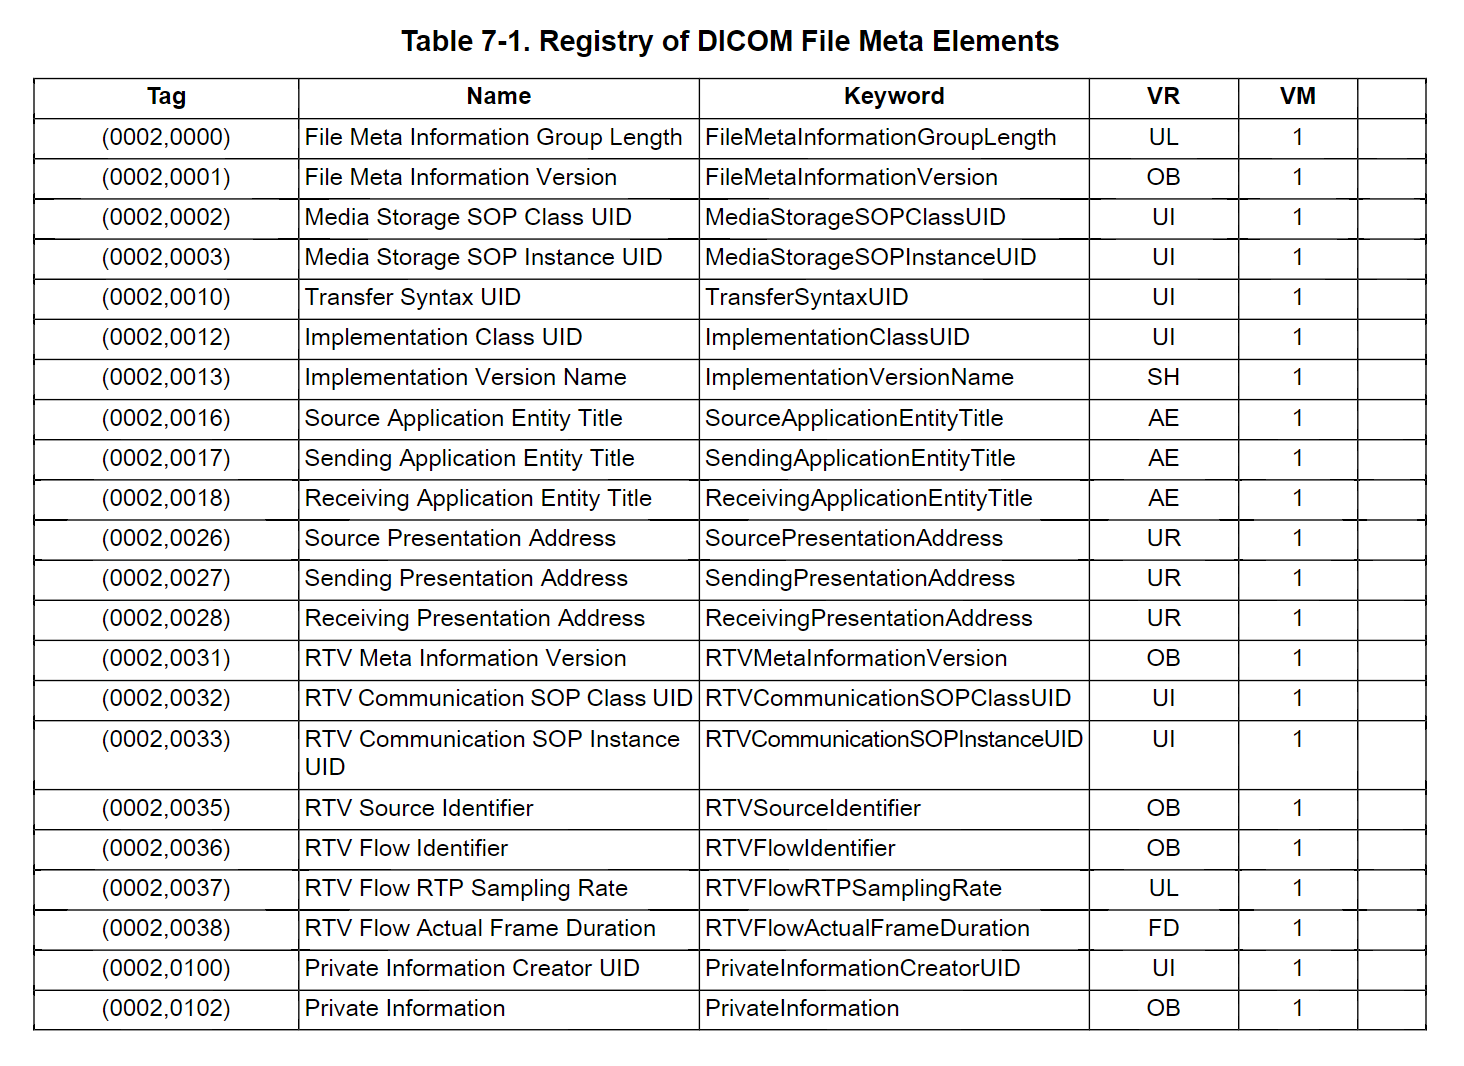 Table 7-1. Registry of DICOM File Meta Elements
Tag Name Keyword VR VM
(0002,0000) File Meta Information Group Length FileMetaInformationGroupLength UL 1
(0002,0001) File Meta Information Version FileMetaInformationVersion OB 1
(0002,0002) Media Storage SOP Class UID MediaStorageSOPClassUID UI 1
(0002,0003) Media Storage SOP Instance UID MediaStorageSOPInstanceUID UI 1
(0002,0010) Transfer Syntax UID TransferSyntaxUID UI 1
(0002,0012) Implementation Class UID ImplementationClassUID UI 1
(0002,0013) Implementation Version Name ImplementationVersionName SH 1
(0002,0016) Source Application Entity Title SourceApplicationEntityTitle AE 1
(0002,0017) Sending Application Entity Title SendingApplicationEntityTitle AE 1
(0002,0018) Receiving Application Entity Title ReceivingApplicationEntityTitle AE 1
(0002,0026) Source Presentation Address SourcePresentationAddress UR 1
(0002,0027) Sending Presentation Address SendingPresentationAddress UR 1
(0002,0028) Receiving Presentation Address ReceivingPresentationAddress UR 1
(0002,0031) RTV Meta Information Version RTVMetaInformationVersion OB 1
(0002,0032) RTV Communication SOP Class UID RTVCommunicationSOPClassUID UI 1
(0002,0033) RTV Communication SOP Instance RTVCommunicationSOPInstanceUID UI 1
UID
(0002,0035) RTV Source Identifier RTVSourceIdentifier OB 1
(0002,0036) RTV Flow Identifier RTVFlowIdentifier OB 1
(0002,0037) RTV Flow RTP Sampling Rate RTVFlowRTPSamplingRate UL 1
(0002,0038) RTV Flow Actual Frame Duration RTVFlowActualFrameDuration FD 1
(0002,0100) Private Information Creator UID PrivateInformationCreatorUID UI 1
(0002,0102) Private Information PrivateInformation OB 1